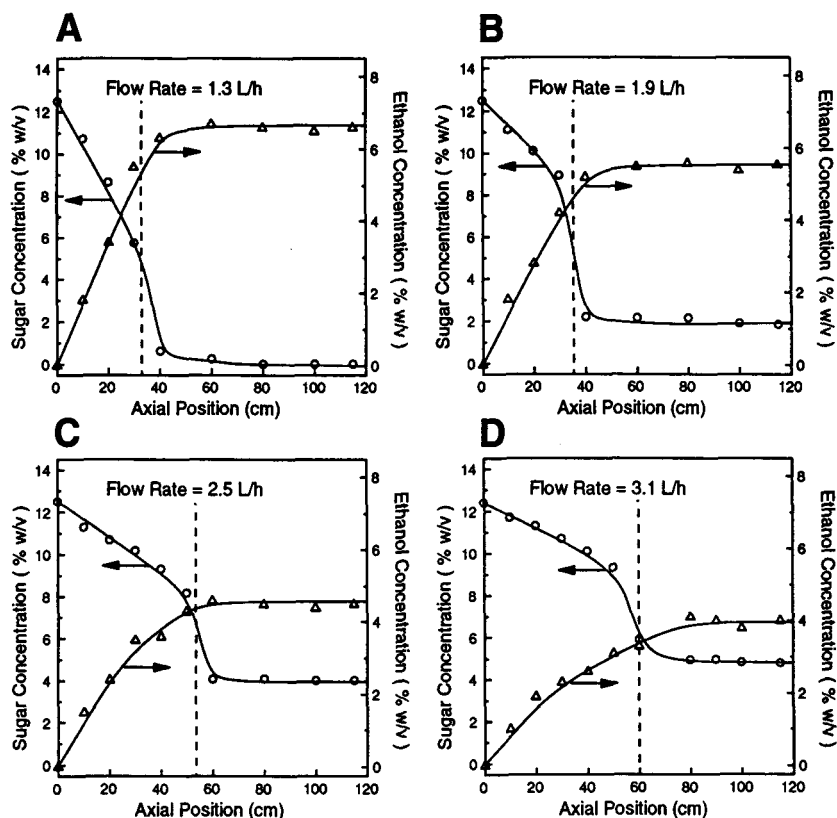 A
Flow Rate = 1.3 L/h
Sugar Concentration ( % w/v)
14
12
10
8
6
4
2
0
8
6
4
2
0
Ethanol Concentration ( % w/v)
0 20 40 60 80 100 120
Axial Position (cm)
B
Flow Rate = 1.9 L/h
Sugar Concentration ( % w/v)
14
12
10
8
6
4
2
0
8
6
4
2
0
Ethanol Concentration ( % w/v)
0 20 40 60 80 100 120
Axial Position (cm)
C
Flow Rate = 2.5 L/h
Sugar Concentration ( % w/v)
14
12
10
8
6
4
2
0
8
6
4
2
0
Ethanol Concentration ( % w/v)
0 20 40 60 80 100 120
Axial Position (cm)
D
Flow Rate = 3.1 L/h
Sugar Concentration ( % w/v)
14
12
10
8
6
4
2
0
8
6
4
2
0
Ethanol Concentration ( % w/v)
0 20 40 60 80 100 120
Axial Position (cm)